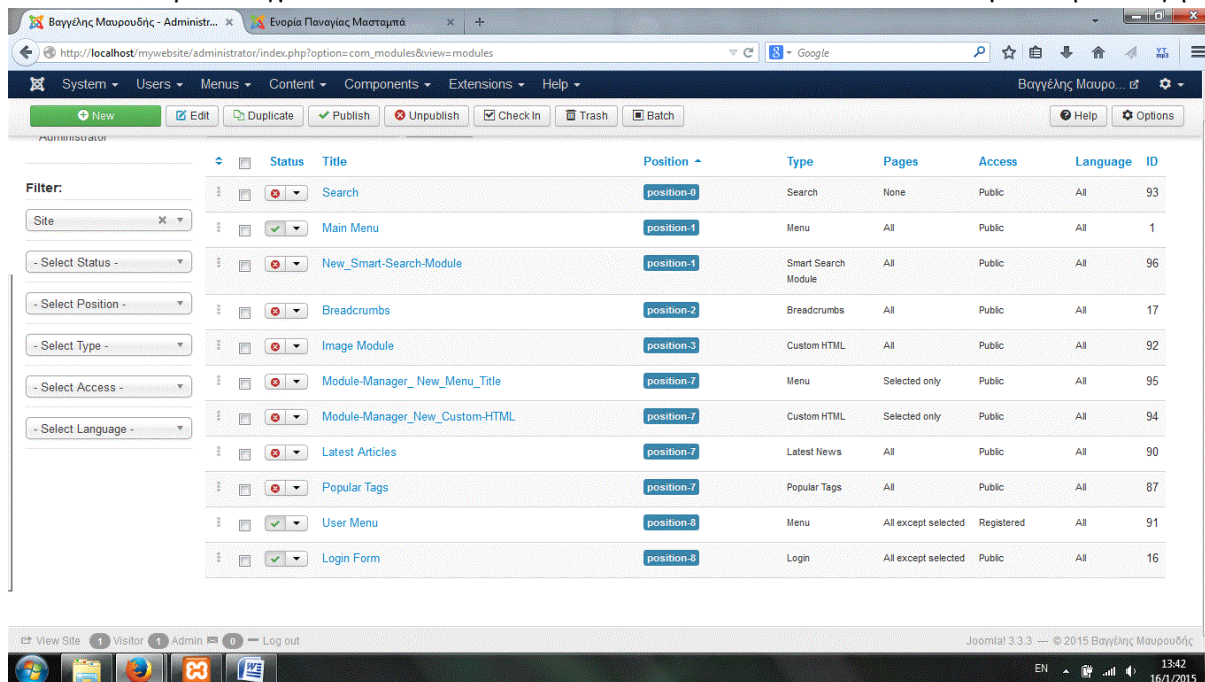 Βαγγέλης Μαυρουδής - Administr... × Ενορία Παναγίας Μασταμπά × +
http://localhost/mywebsite/administrator/index.php?option=com_modules&view=modules Google
System Users Menus Content Components Extensions Help Βαγγέλης Μαυρο...
New Edit Duplicate Publish Unpublish Check In Trash Batch Help Options
Administrator
Status Title Position Type Pages Access Language ID
Filter:
Search position-0 Search None Public All 93
Site
Main Menu position-1 Menu All Public All 1
- Select Status -
New_Smart-Search-Module position-1 Smart Search All Public All 96
Module
- Select Position -
Breadcrumbs position-2 Breadcrumbs All Public All 17
- Select Type -
Image Module position-3 Custom HTML All Public All 92
- Select Access -
Module-Manager_ New_Menu_Title position-7 Menu Selected only Public All 95
Module-Manager_New_Custom-HTML position-7 Custom HTML Selected only Public All 94
- Select Language -
Latest Articles position-7 Latest News All Public All 90
Popular Tags position-7 Popular Tags All Public All 87
User Menu position-8 Menu All except selected Registered All 91
Login Form position-8 Login All except selected Public All 16
View Site 1 Visitor 1 Admin 0 Log out Joomla! 3.3.3 — © 2015 Βαγγέλης Μαυρουδής
EN 13:42
16/1/2015